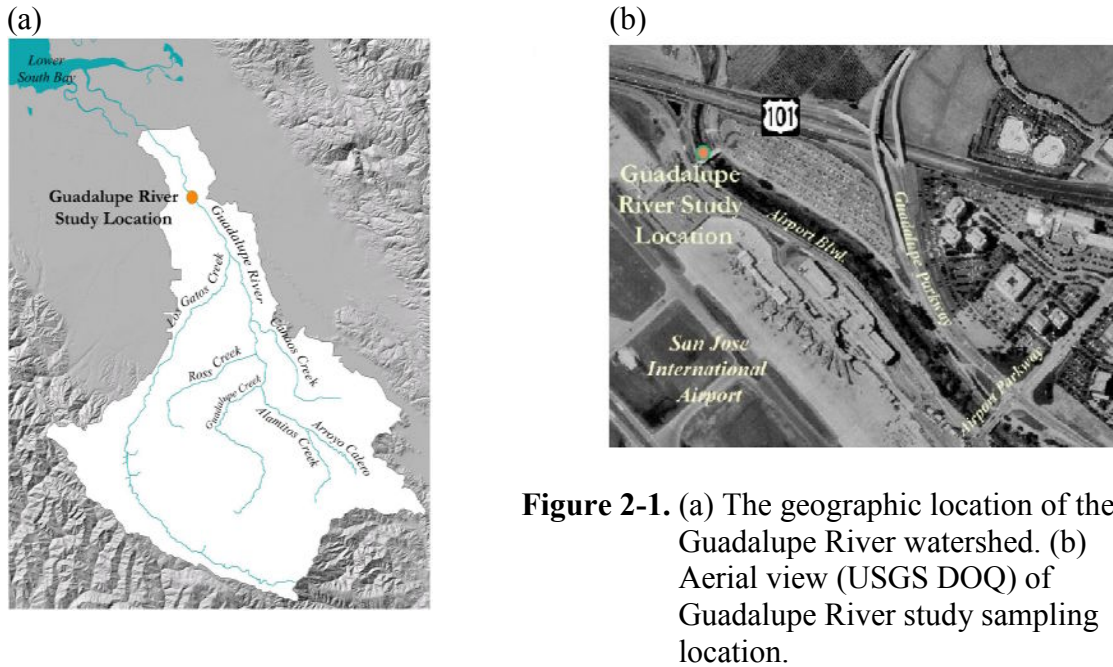 (a)
Lower
South Bay
Guadalupe River
Study Location
Guadalupe River
Los Gatos Creek
Canoas Creek
Ross Creek
Guadalupe Creek
Alamitos Creek
Arroyo Calero
(b)
101
Guadalupe
River Study
Location
Airport Blvd.
Guadalupe Parkway
San Jose
International
Airport
Airport Parkway
Figure 2-1. (a) The geographic location of the
Guadalupe River watershed. (b)
Aerial view (USGS DOQ) of
Guadalupe River study sampling
location.